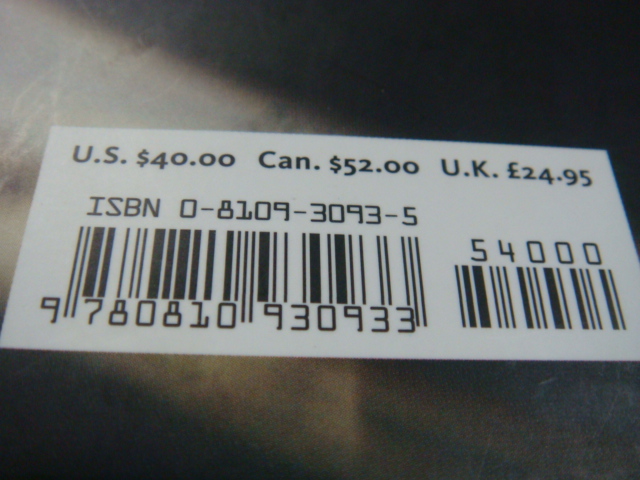 U.S. $40.00 Can. $52.00 U.K. £24.95
ISBN 0-8109-3093-5
54000
9 780810 930933